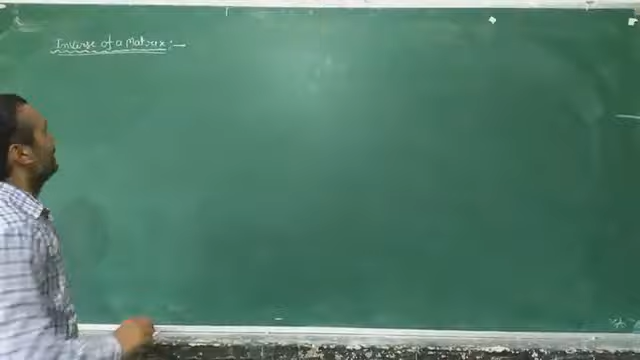 Inverse of a Matrix :-